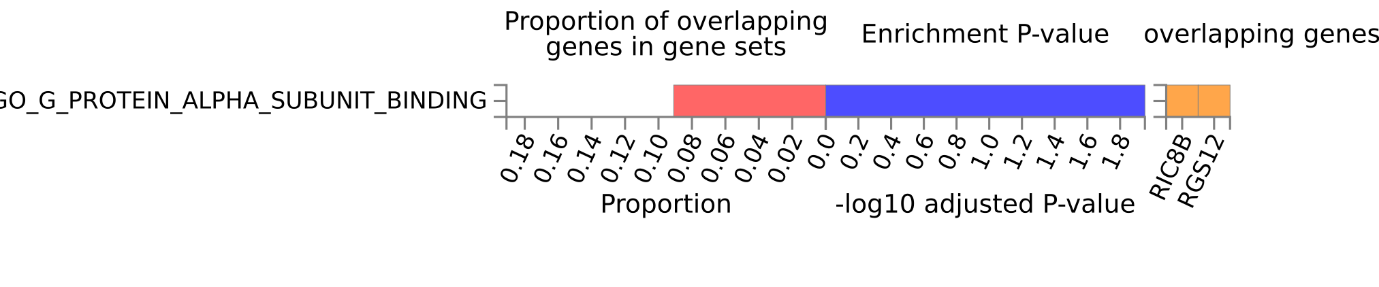 Proportion of overlapping
genes in gene sets
Enrichment P-value
overlapping genes
GO_G_PROTEIN_ALPHA_SUBUNIT_BINDING
0.18
0.16
0.14
0.12
0.10
0.08
0.06
0.04
0.02
0.0
0.2
0.4
0.6
0.8
1.0
1.2
1.4
1.6
1.8
RIC8B
RGS12
Proportion
-log10 adjusted P-value